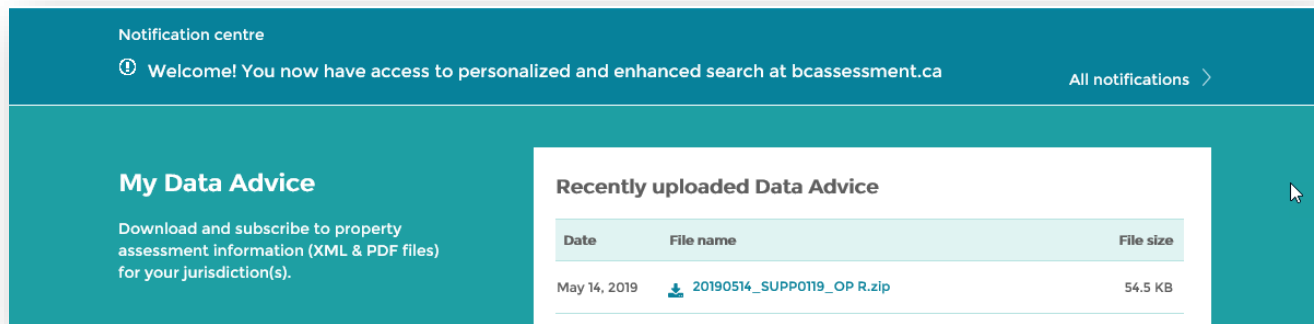 Notification centre
Welcome! You now have access to personalized and enhanced search at bcassessment.ca
All notifications
My Data Advice
Download and subscribe to property
assessment information (XML & PDF files)
for your jurisdiction(s).
Recently uploaded Data Advice
Date File name File size
May 14, 2019 20190514_SUPP0119_OP R.zip 54.5 KB